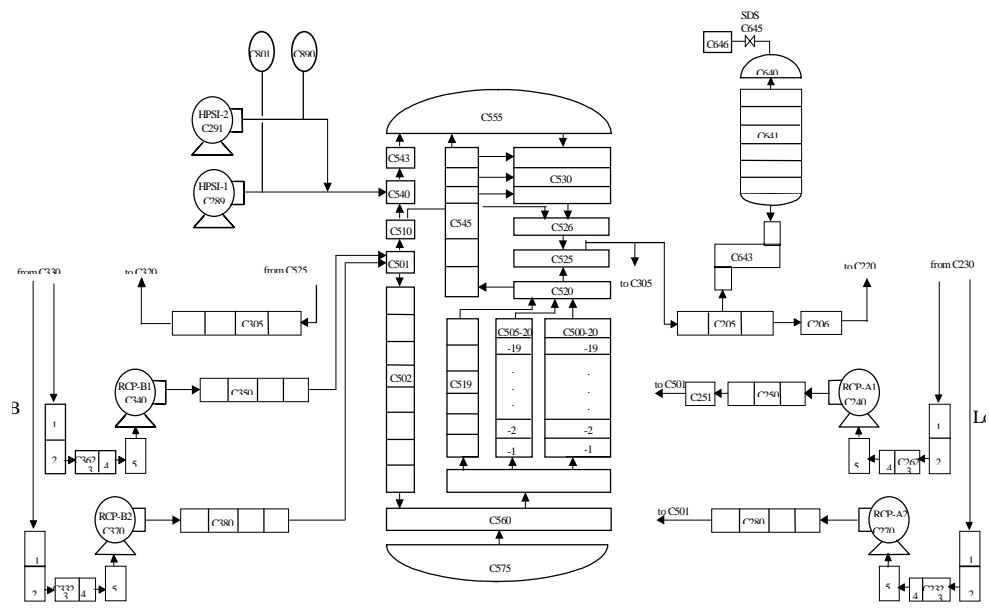 SDS
C645
C646
C640
C641
C643
C801
C890
HPSI-2
C291
HPSI-1
C289
C555
C543
C540
C510
C501
C502
C545
C530
C526
C525
C520
C519
C505-20
-19
.
.
.
-2
-1
C500-20
-19
.
.
.
-2
-1
C560
C575
to C305
from C330
to C320
from C525
C305
RCP-B1
C340
C350
1
2
C362
3
4
5
B
RCP-B2
C370
C380
1
2
C332
3
4
5
C205
C206
to C220
from C230
to C501
C251
C250
RCP-A1
C240
1
2
C262
3
4
5
Lo
to C501
C280
RCP-A2
C270
1
2
C232
3
4
5